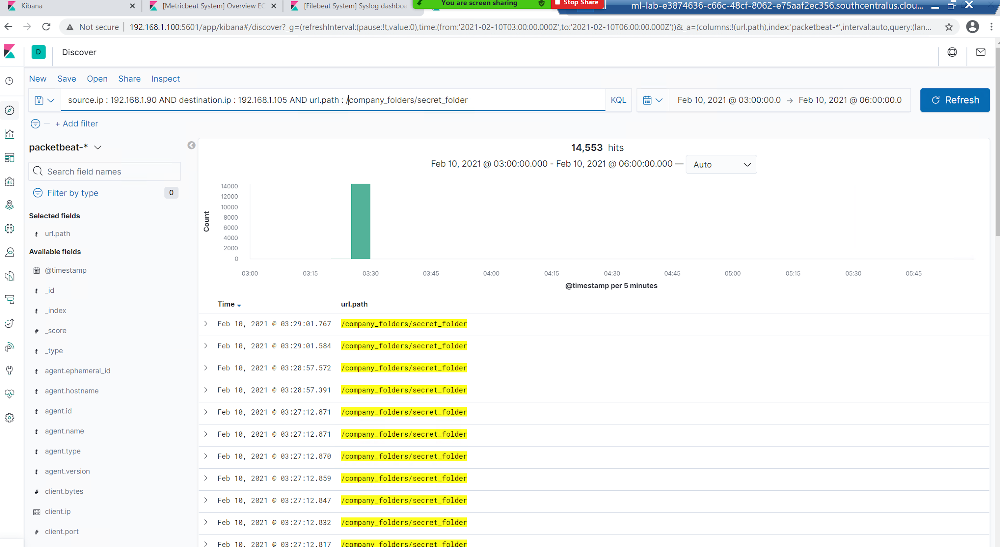 Kibana
[Metricbeat System] Overview EC
[Filebeat System] Syslog dashboa
You are screen sharing
Stop Share
ml-lab-e3874636-c66c-48cf-8062-e75aaf2ec356.southcentralus.clou...
Not secure
192.168.1.100:5601/app/kibana#/discover?_g=(refreshInterval:(pause:!t,value:0),time:(from:'2021-02-10T03:00:00.000Z',to:'2021-02-10T06:00:00.000Z'))&_a=(columns:!(url.path),index:'packetbeat-*',interval:auto,query:(lan...
D
Discover
New Save Open Share Inspect
source.ip : 192.168.1.90 AND destination.ip : 192.168.1.105 AND url.path : /company_folders/secret_folder
KQL
Feb 10, 2021 @ 03:00:00.0 → Feb 10, 2021 @ 06:00:00.0
Refresh
+ Add filter
packetbeat-*
Search field names
Filter by type 0
Selected fields
t url.path
Available fields
@timestamp
t _id
t _index
# _score
t _type
t agent.ephemeral_id
t agent.hostname
t agent.id
t agent.name
t agent.type
t agent.version
# client.bytes
client.ip
# client.port
14,553 hits
Feb 10, 2021 @ 03:00:00.000 - Feb 10, 2021 @ 06:00:00.000 — Auto
Count
14000
12000
10000
8000
6000
4000
2000
0
03:00 03:15 03:30 03:45 04:00 04:15 04:30 04:45 05:00 05:15 05:30 05:45
@timestamp per 5 minutes
Time url.path
Feb 10, 2021 @ 03:29:01.767 /company_folders/secret_folder
Feb 10, 2021 @ 03:29:01.584 /company_folders/secret_folder
Feb 10, 2021 @ 03:28:57.572 /company_folders/secret_folder
Feb 10, 2021 @ 03:28:57.391 /company_folders/secret_folder
Feb 10, 2021 @ 03:27:12.871 /company_folders/secret_folder
Feb 10, 2021 @ 03:27:12.871 /company_folders/secret_folder
Feb 10, 2021 @ 03:27:12.870 /company_folders/secret_folder
Feb 10, 2021 @ 03:27:12.859 /company_folders/secret_folder
Feb 10, 2021 @ 03:27:12.847 /company_folders/secret_folder
Feb 10, 2021 @ 03:27:12.832 /company_folders/secret_folder
Feb 10, 2021 @ 03:27:12.817 /company_folders/secret_folder